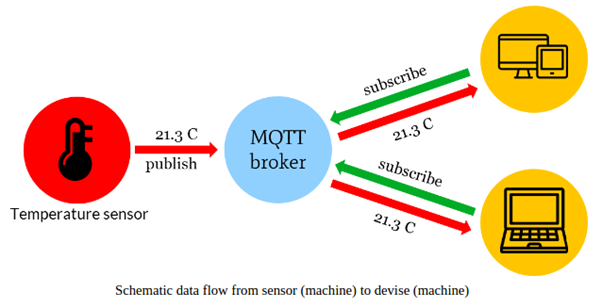 subscribe
21.3 C
21.3 C
publish
MQTT
broker
Temperature sensor
subscribe
21.3 C
Schematic data flow from sensor (machine) to devise (machine)